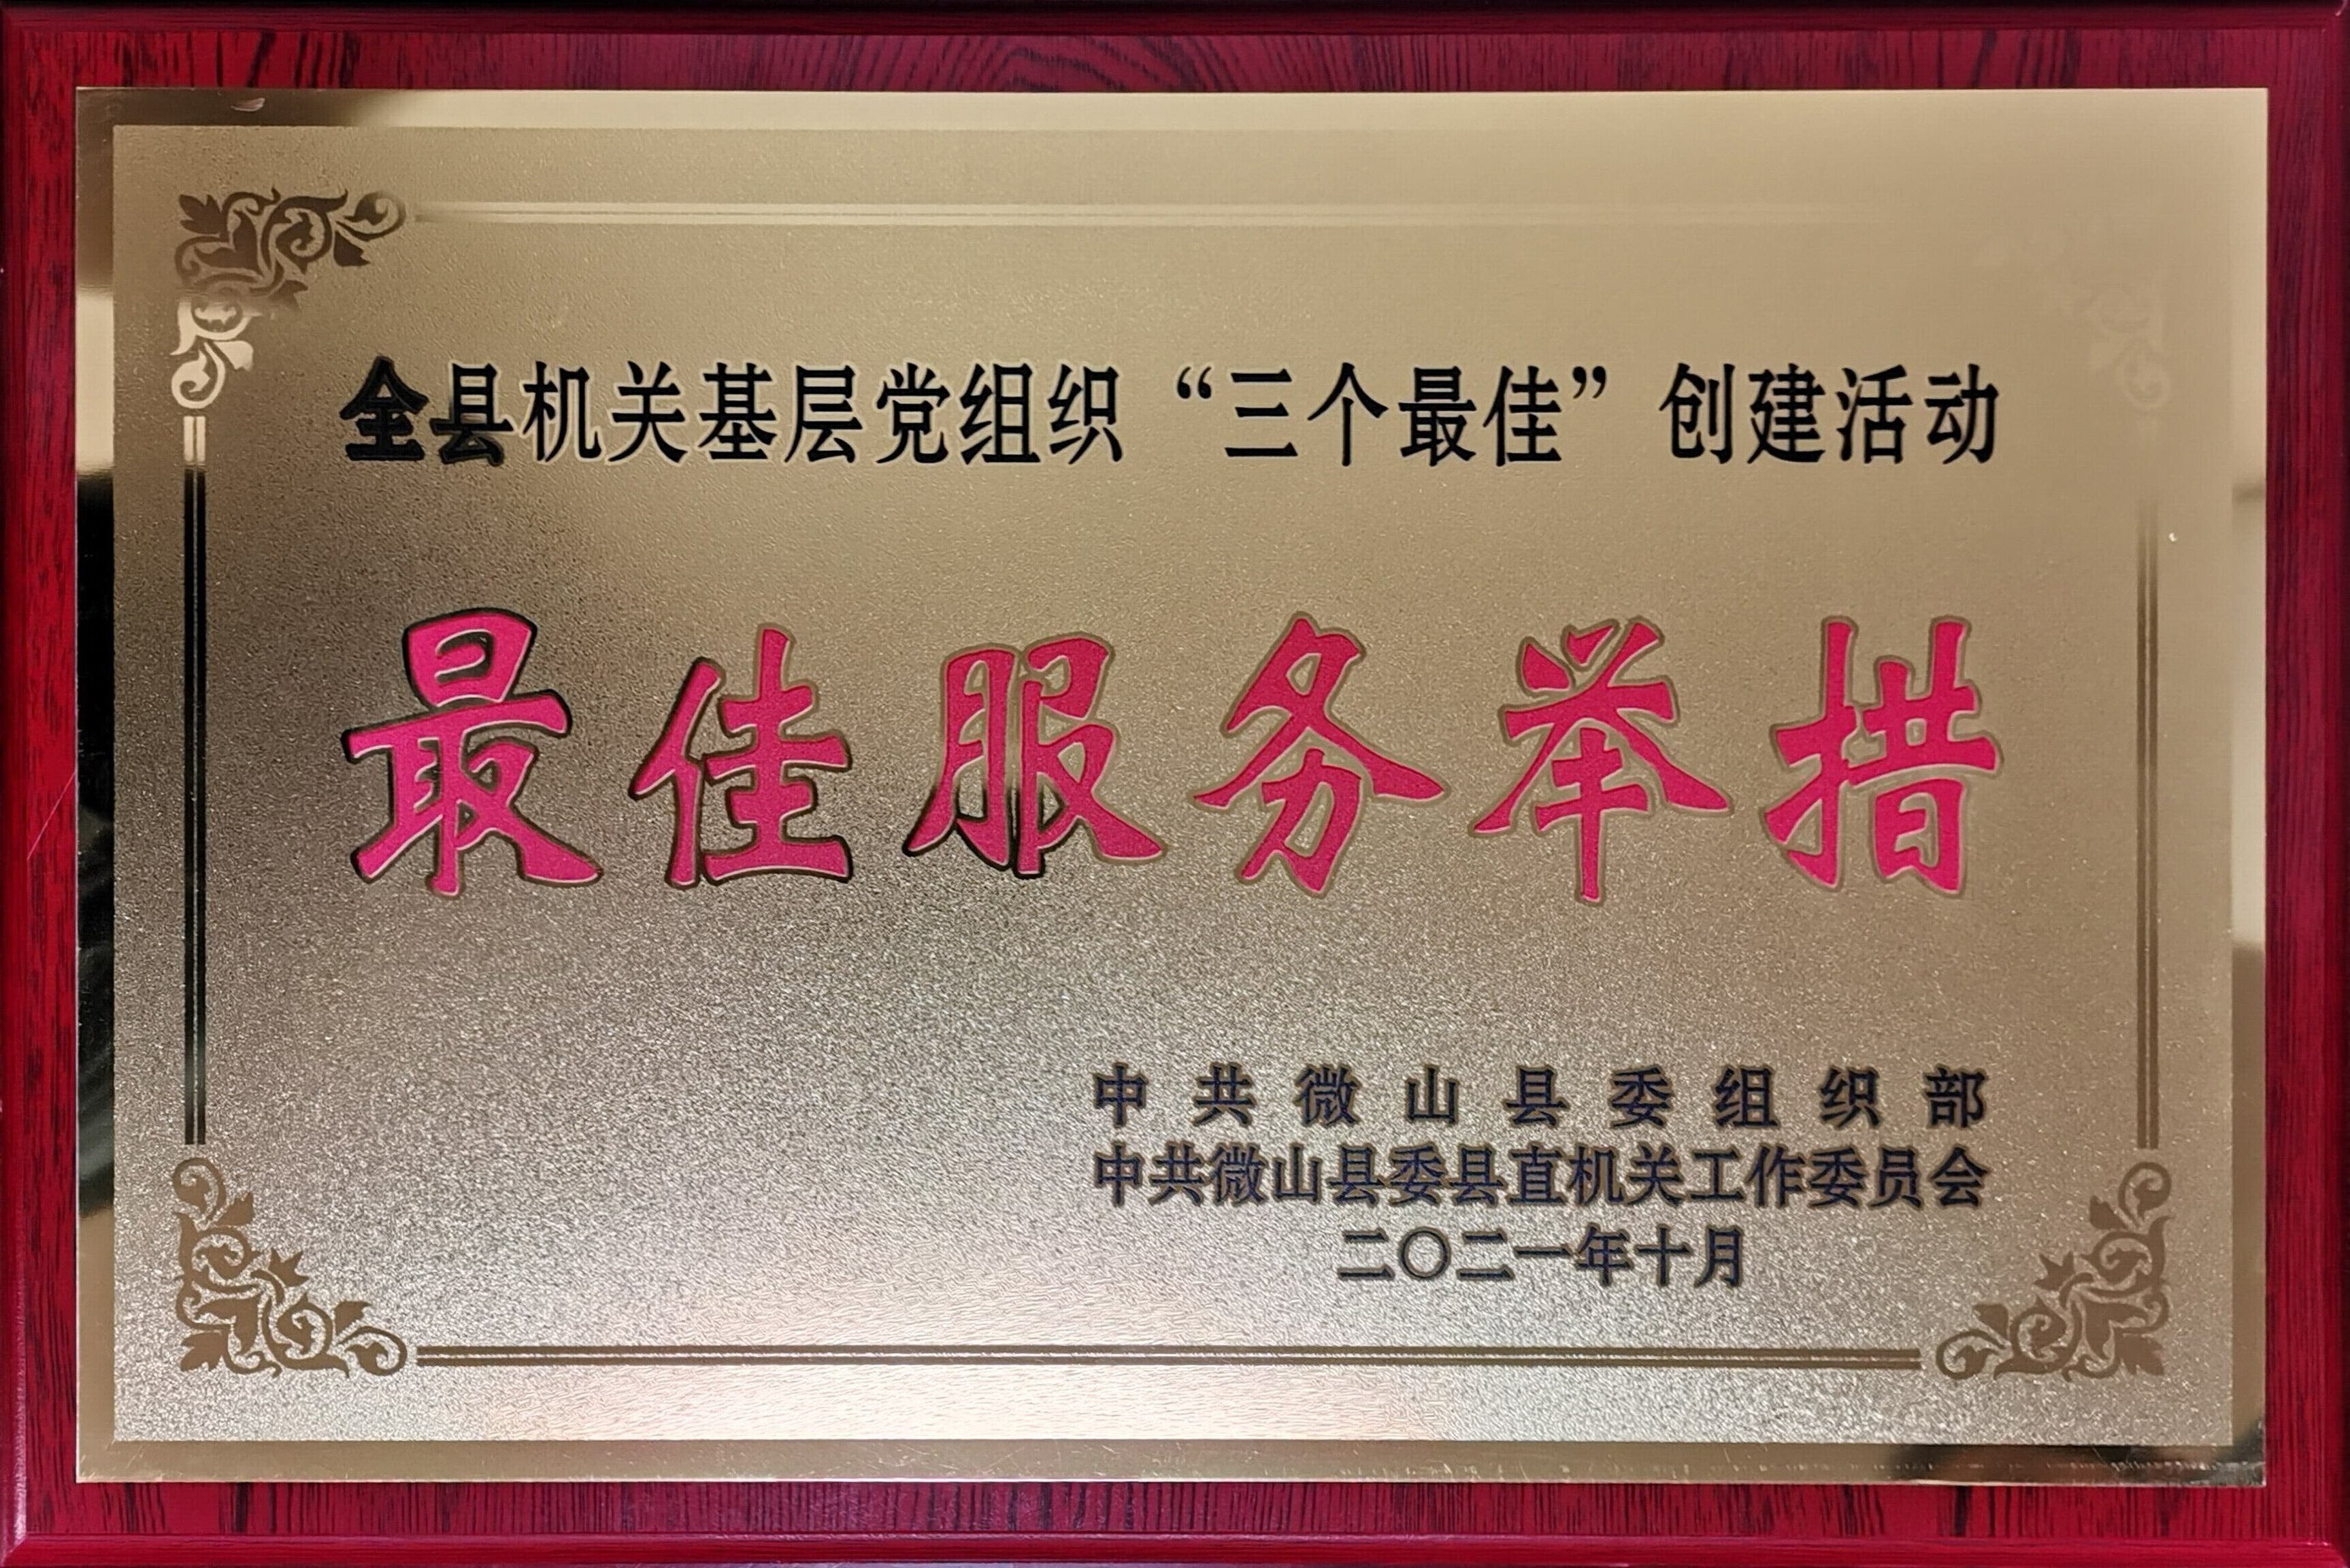 全县机关基层党组织“三个最佳”创建活动
最佳服务举措
中共微山县委组织部
中共微山县委县直机关工作委员会
二〇二一年十月